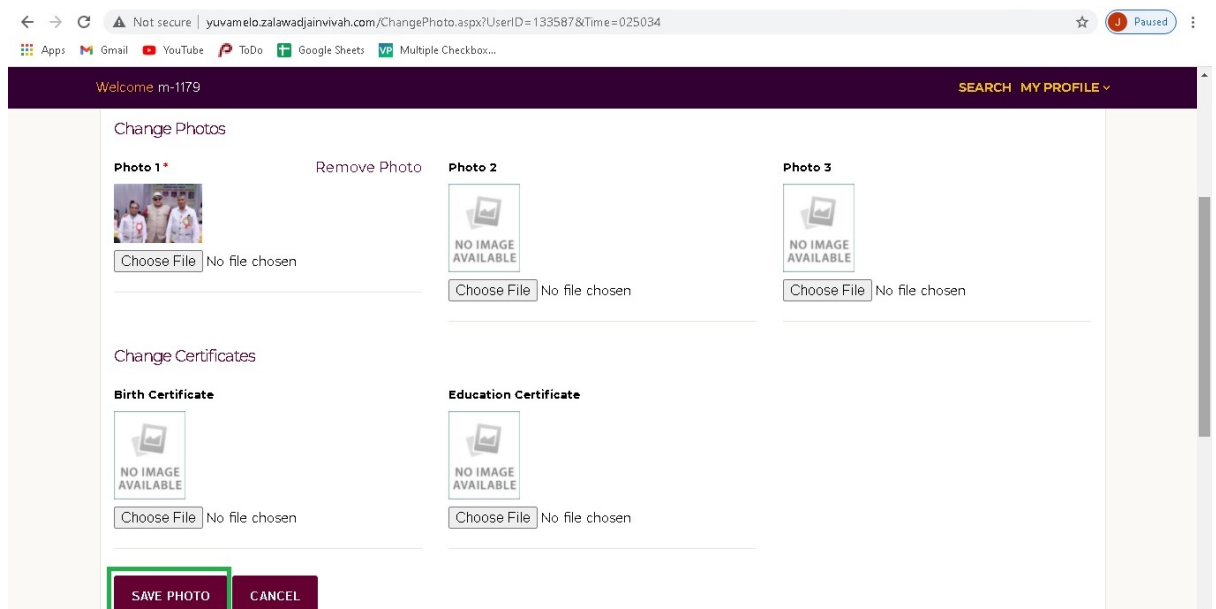 Not secure | yuvamelo.zalawadjainvivah.com/ChangePhoto.aspx?UserID=133587&Time=025034 J Paused
Apps M Gmail YouTube ToDo Google Sheets VP Multiple Checkbox...
Welcome m-1179 SEARCH MY PROFILE
Change Photos
Photo 1* Remove Photo Photo 2 Photo 3
NO IMAGE AVAILABLE NO IMAGE AVAILABLE
Choose File No file chosen
Choose File No file chosen Choose File No file chosen
Change Certificates
Birth Certificate Education Certificate
NO IMAGE AVAILABLE NO IMAGE AVAILABLE
Choose File No file chosen Choose File No file chosen
SAVE PHOTO CANCEL